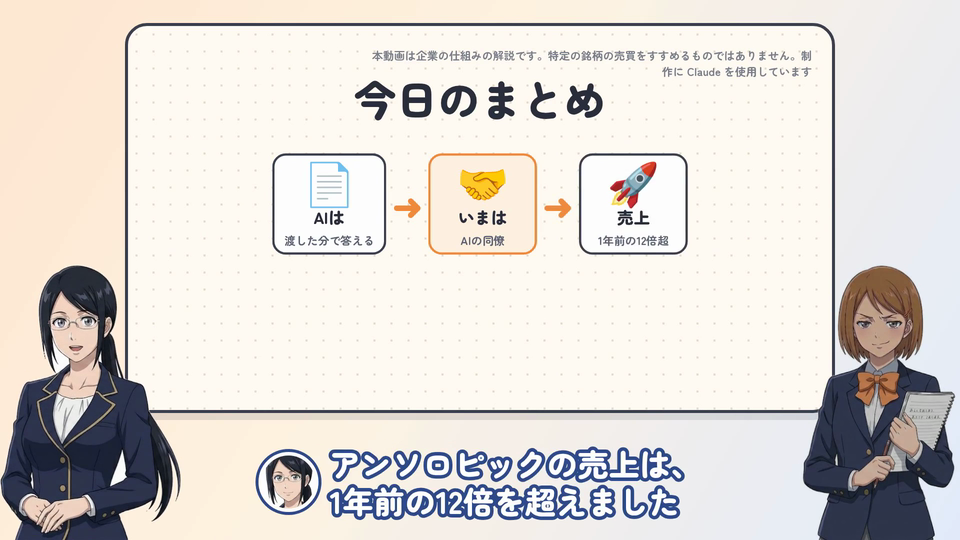 本動画は企業の仕組みの解説です。特定の銘柄の売買をすすめるものではありません。制
作に Claude を使用しています
今日のまとめ
AIは
渡した分で答える
いまは
AIの同僚
売上
1年前の12倍超
アンソロピックの売上は、
1年前の12倍を超えました